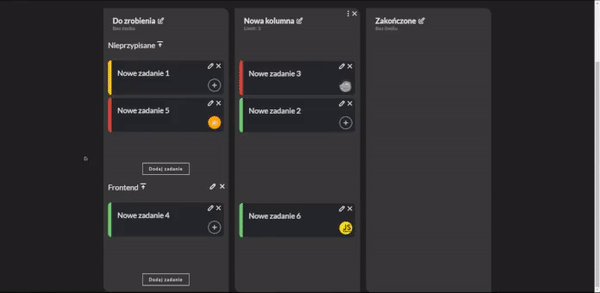 Do zrobienia
Bez limitu
Nowa kolumna
Limit: 5
Zakończone
Bez limitu
Nieprzypisane
Nowe zadanie 1
Nowe zadanie 3
Nowe zadanie 5
Nowe zadanie 2
Dodaj zadanie
Frontend
Nowe zadanie 4
Nowe zadanie 6
JS
Dodaj zadanie